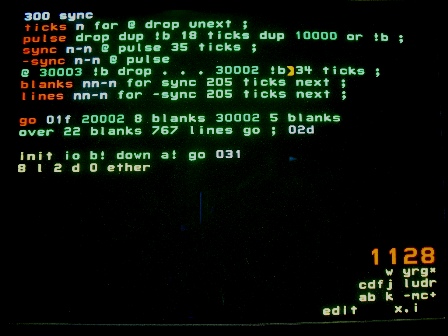 300 sync
ticks n for @ drop unext ;
pulse drop dup !b 18 ticks dup 10000 or !b ;
sync n-n @ pulse 35 ticks ;
-sync n-n @ pulse
@ 30003 !b drop . . . 30002 !b 34 ticks ;
blanks nn-n for sync 205 ticks next ;
lines nn-n for -sync 205 ticks next ;
go 01f 20002 8 blanks 30002 5 blanks
over 22 blanks 767 lines go ; 02d
init io b! down a! go 031
8 l 2 d 0 ether
1128
w yrg*
cdfj ludr
ab k -mc+
edit x.i